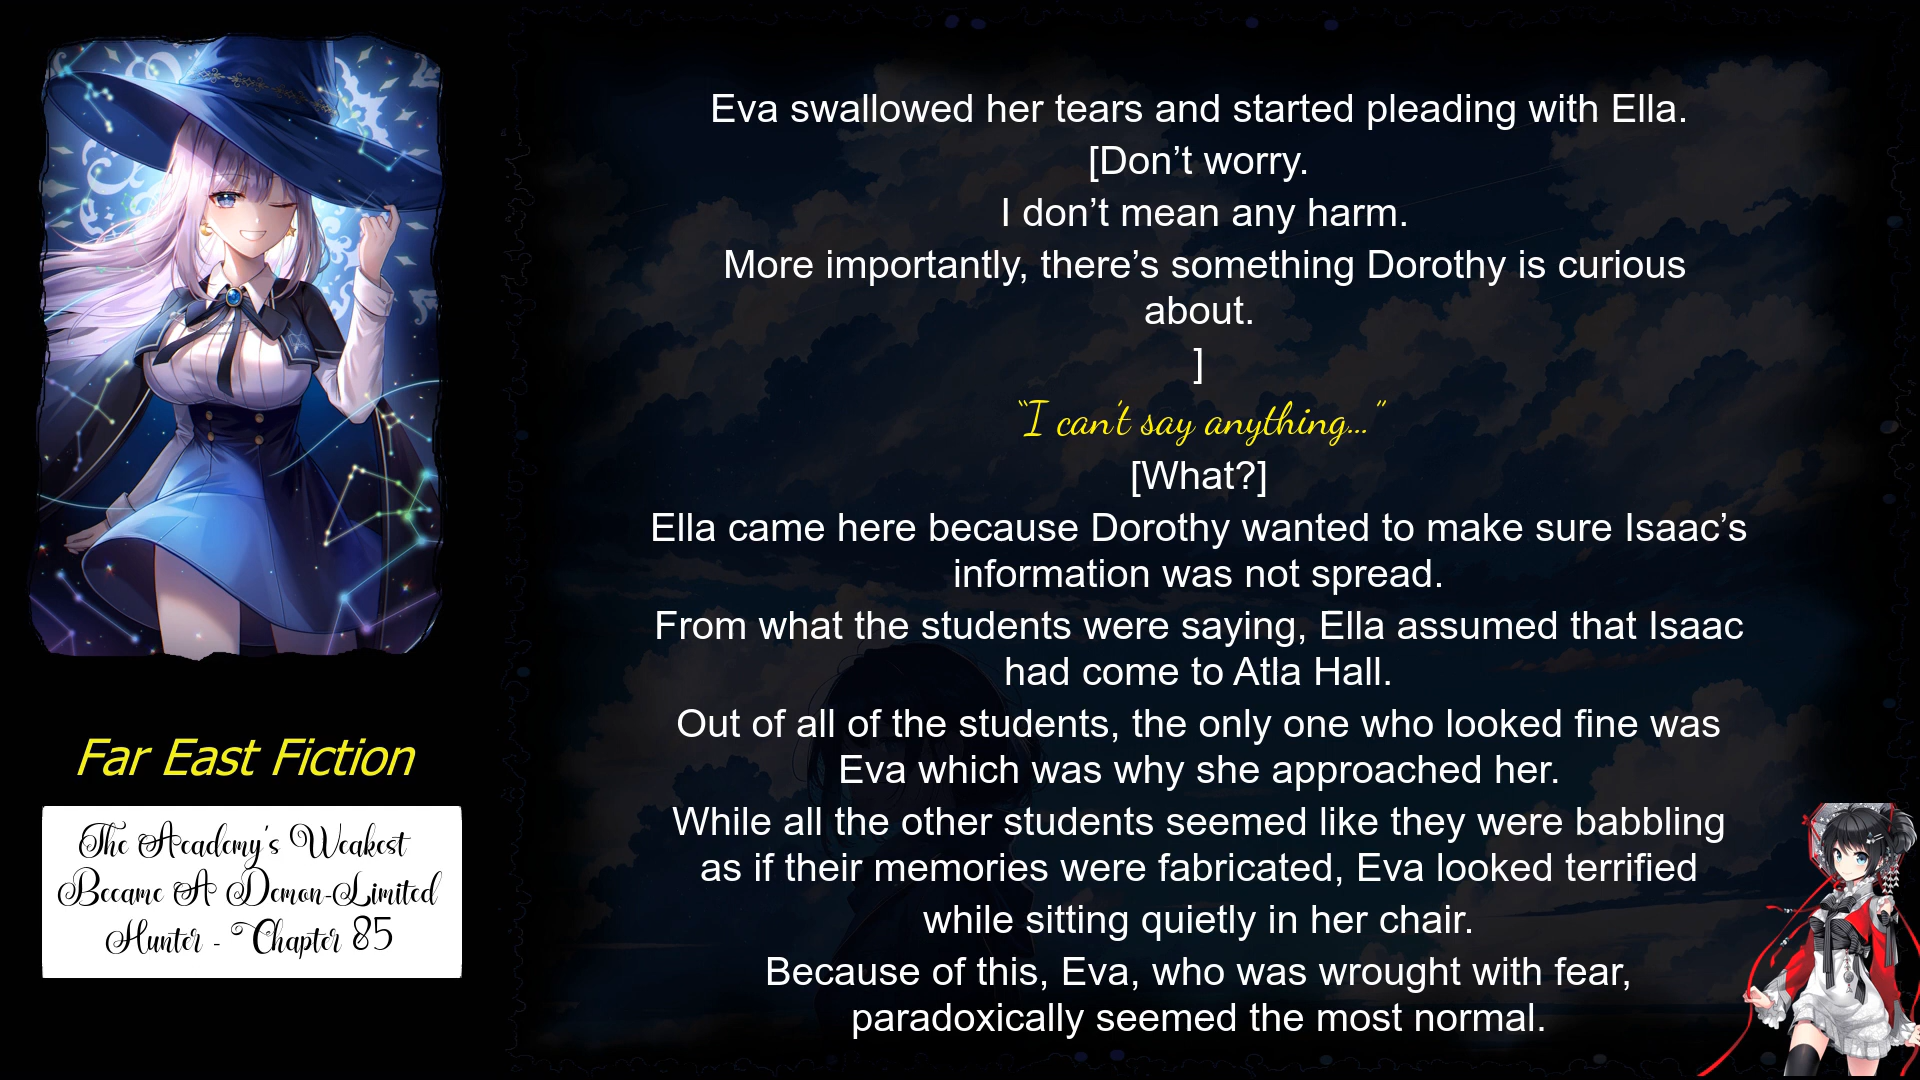 Eva swallowed her tears and started pleading with Ella.
[Don’t worry.
I don’t mean any harm.
More importantly, there’s something Dorothy is curious
about.
]
“I can’t say anything…”
[What?]
Ella came here because Dorothy wanted to make sure Isaac’s
information was not spread.
From what the students were saying, Ella assumed that Isaac
had come to Atla Hall.
Out of all of the students, the only one who looked fine was
Eva which was why she approached her.
While all the other students seemed like they were babbling
as if their memories were fabricated, Eva looked terrified
while sitting quietly in her chair.
Because of this, Eva, who was wrought with fear,
paradoxically seemed the most normal.
Far East Fiction
The Academy's Weakest
Became A Demon-Limited
Hunter - Chapter 85